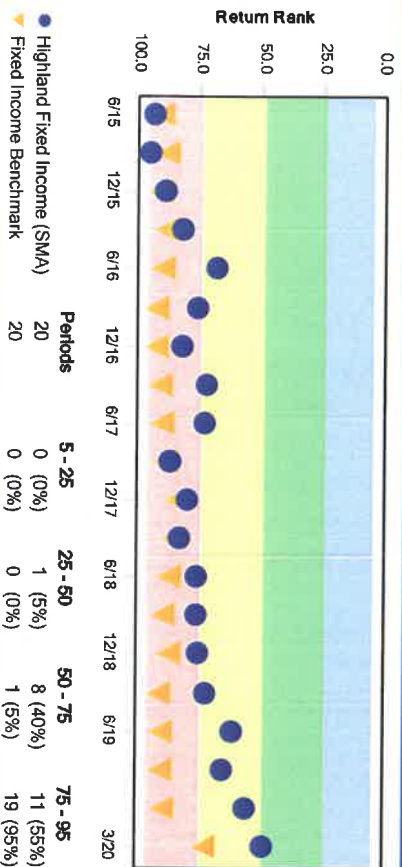 Return Rank
0.0
25.0
50.0
75.0
100.0
6/15 12/15 6/16 12/16 6/17 12/17 6/18 12/18 6/19 3/20
Periods 5 - 25 25 - 50 50 - 75 75 - 95
Highland Fixed Income (SMA) 20 0 (0%) 1 (5%) 8 (40%) 11 (55%)
Fixed Income Benchmark 20 0 (0%) 0 (0%) 1 (5%) 19 (95%)